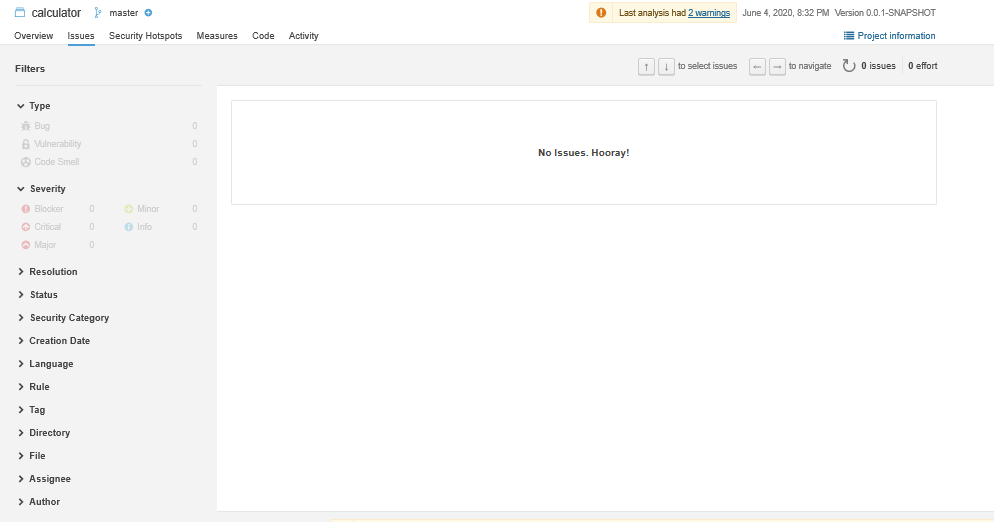 calculator master Last analysis had 2 warnings June 4, 2020, 8:32 PM Version 0.0.1-SNAPSHOT
Overview Issues Security Hotspots Measures Code Activity Project information
Filters ↑ ↓ to select issues ← → to navigate 0 issues 0 effort
Type
Bug 0
Vulnerability 0
Code Smell 0
No Issues. Hooray!
Severity
Blocker 0 Minor 0
Critical 0 Info 0
Major 0
Resolution
Status
Security Category
Creation Date
Language
Rule
Tag
Directory
File
Assignee
Author